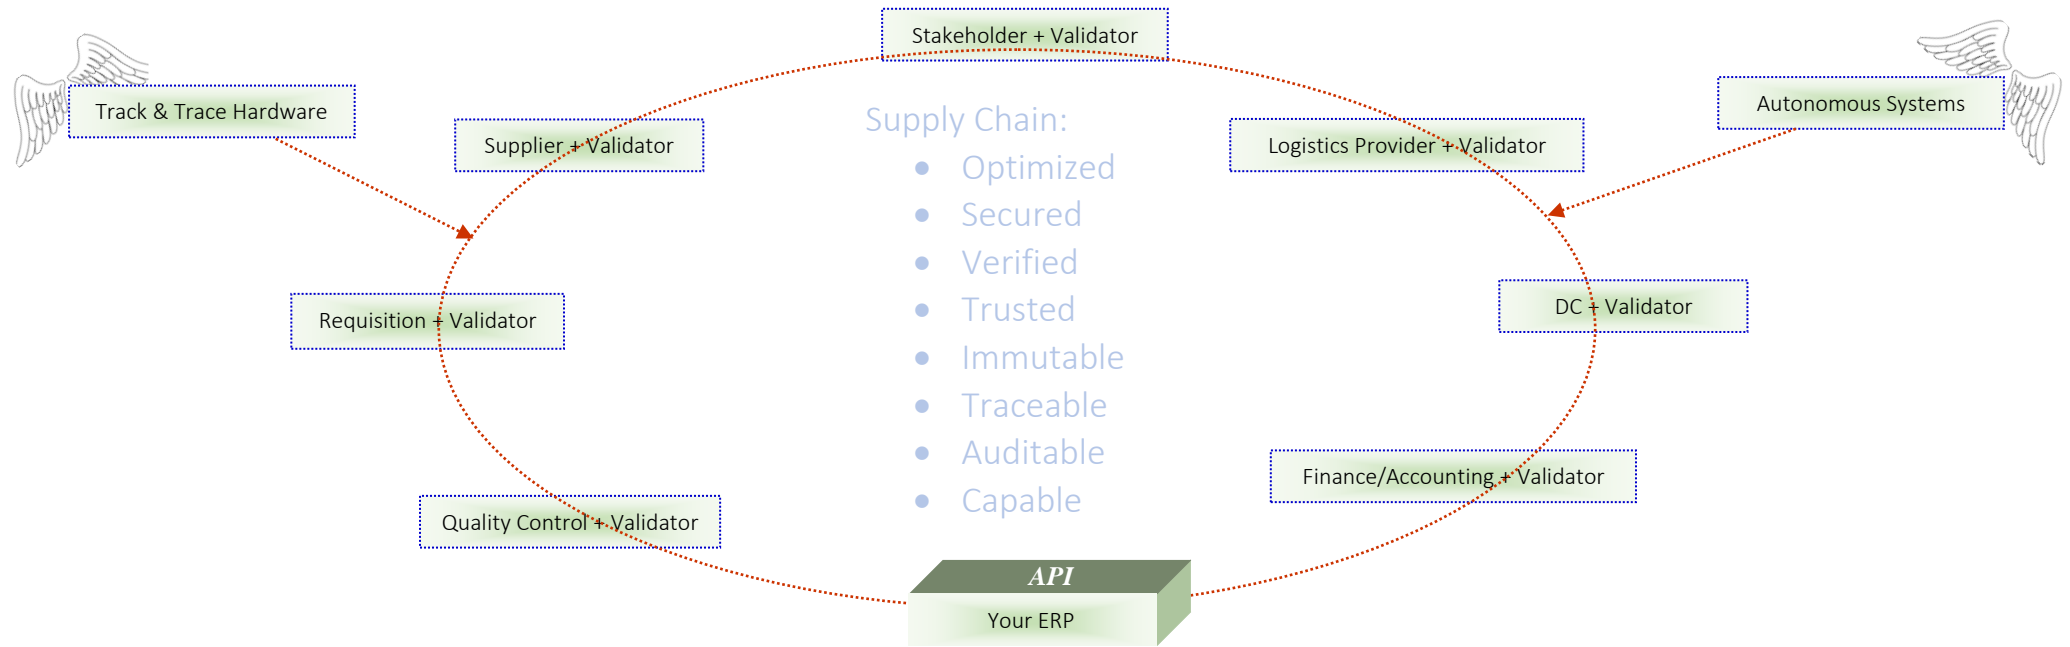 Stakeholder + Validator
Track & Trace Hardware
Autonomous Systems
Supplier + Validator
Logistics Provider + Validator
Supply Chain:
• Optimized
• Secured
• Verified
• Trusted
• Immutable
• Traceable
• Auditable
• Capable
Requisition + Validator
DC + Validator
Quality Control + Validator
Finance/Accounting + Validator
API
Your ERP